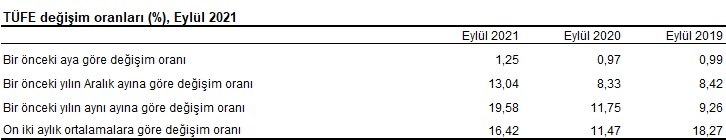 TÜFE değişim oranları (%), Eylül 2021
Eylül 2021 Eylül 2020 Eylül 2019
Bir önceki aya göre değişim oranı 1,25 0,97 0,99
Bir önceki yılın Aralık ayına göre değişim oranı 13,04 8,33 8,42
Bir önceki yılın aynı ayına göre değişim oranı 19,58 11,75 9,26
On iki aylık ortalamalara göre değişim oranı 16,42 11,47 18,27